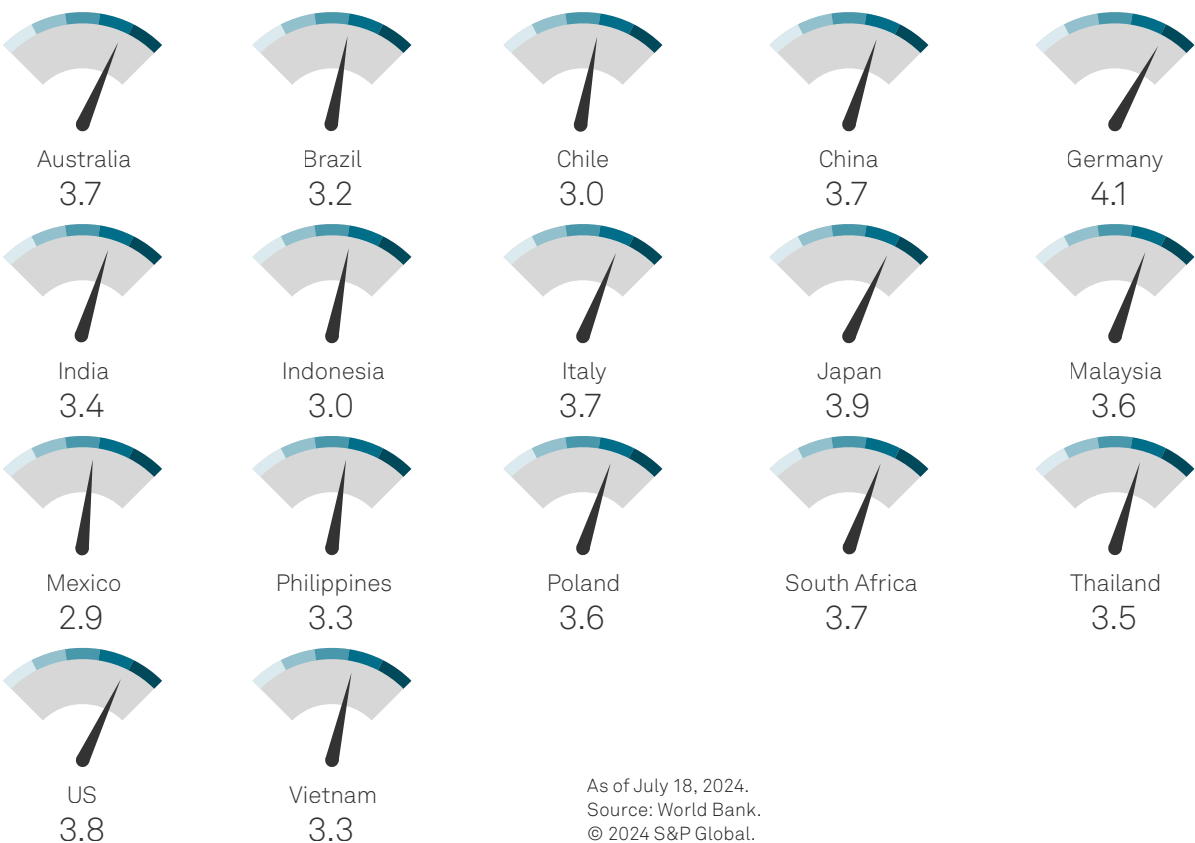 Australia
3.7
Brazil
3.2
Chile
3.0
China
3.7
Germany
4.1
India
3.4
Indonesia
3.0
Italy
3.7
Japan
3.9
Malaysia
3.6
Mexico
2.9
Philippines
3.3
Poland
3.6
South Africa
3.7
Thailand
3.5
US
3.8
Vietnam
3.3
As of July 18, 2024.
Source: World Bank.
© 2024 S&P Global.